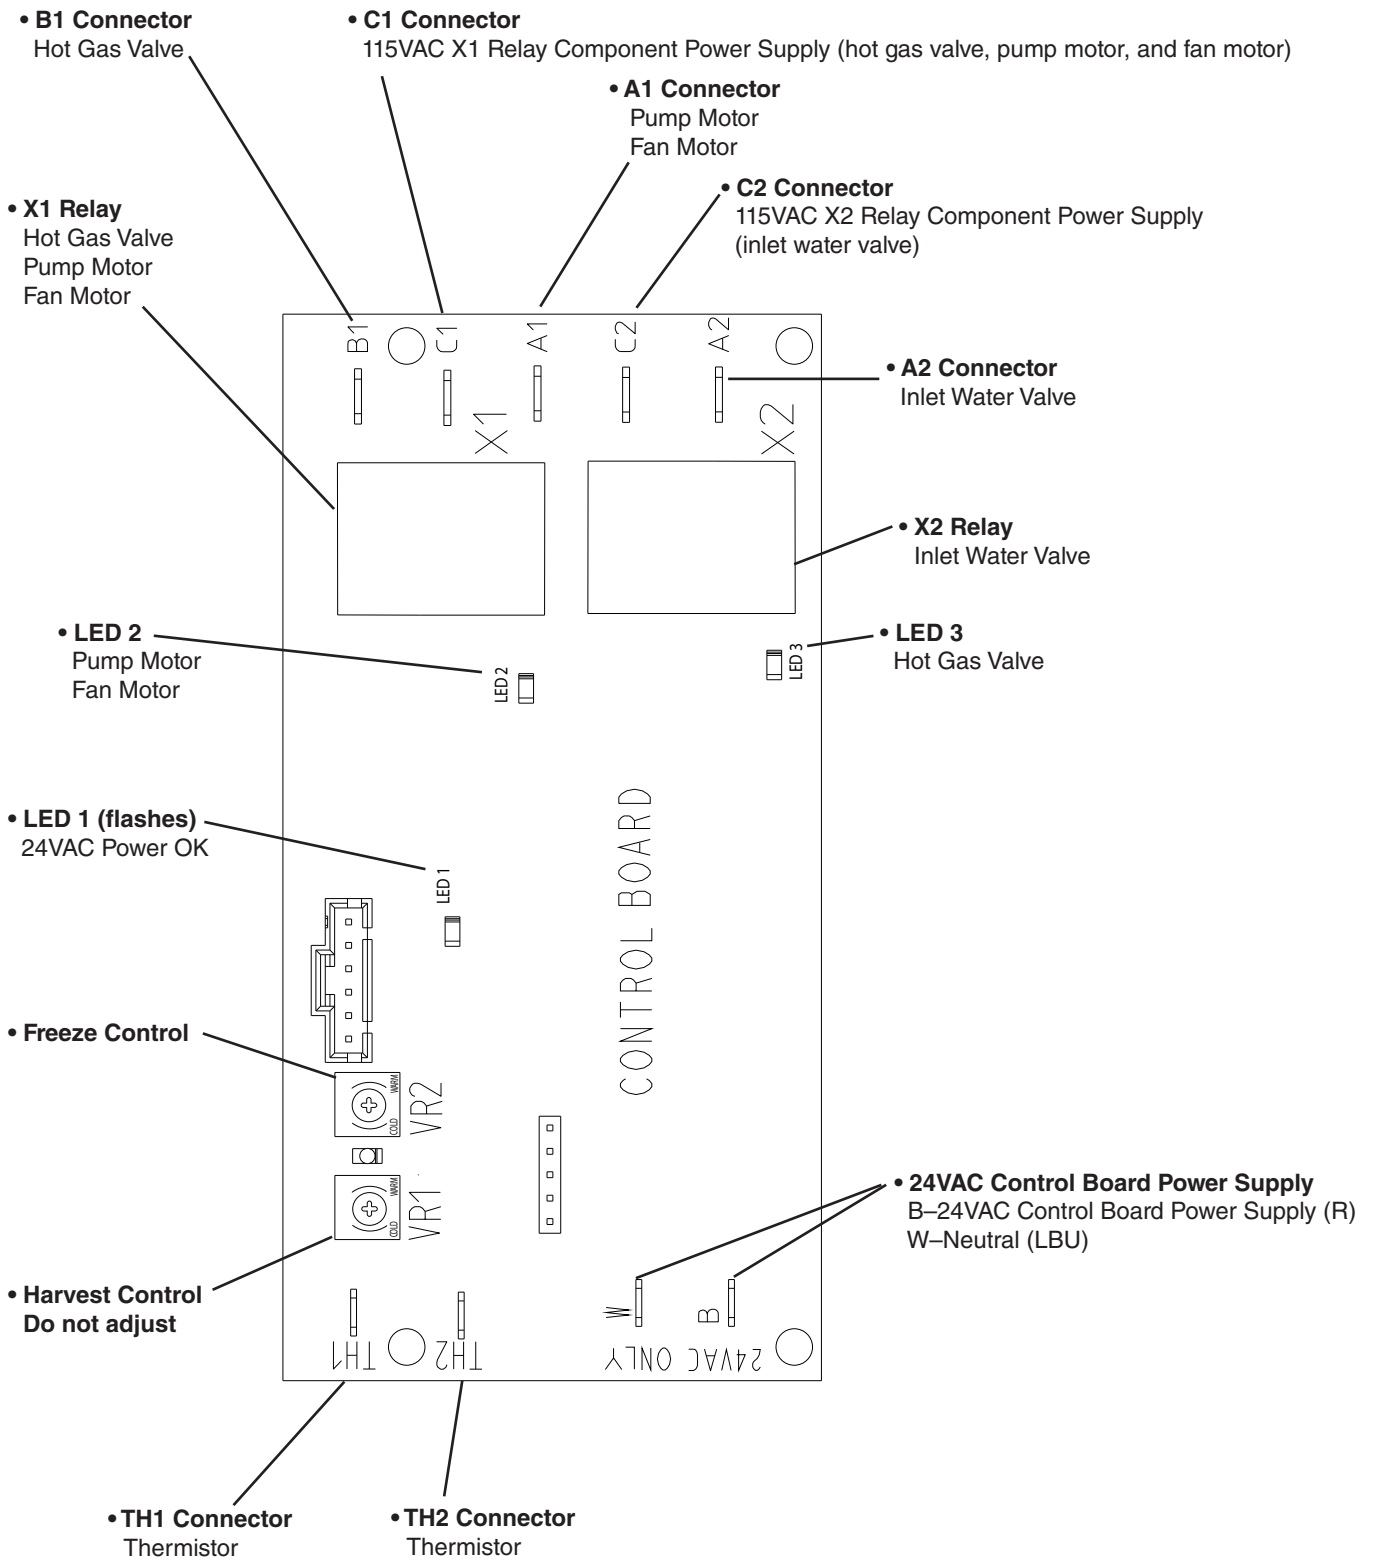 • B1 Connector
Hot Gas Valve
• C1 Connector
115VAC X1 Relay Component Power Supply (hot gas valve, pump motor, and fan motor)
• A1 Connector
Pump Motor
Fan Motor
• C2 Connector
115VAC X2 Relay Component Power Supply
(inlet water valve)
• X1 Relay
Hot Gas Valve
Pump Motor
Fan Motor
B1
C1
A1
C2
A2
X1
X2
• A2 Connector
Inlet Water Valve
• X2 Relay
Inlet Water Valve
• LED 2
Pump Motor
Fan Motor
LED 2
LED 3
• LED 3
Hot Gas Valve
• LED 1 (flashes)
24VAC Power OK
LED 1
CONTROL BOARD
• Freeze Control
WARM
COLD
VR2
WARM
COLD
VR1
• 24VAC Control Board Power Supply
B–24VAC Control Board Power Supply (R)
W–Neutral (LBU)
• Harvest Control
Do not adjust
W
B
TH1
TH2
24VAC ONLY
• TH1 Connector
Thermistor
• TH2 Connector
Thermistor